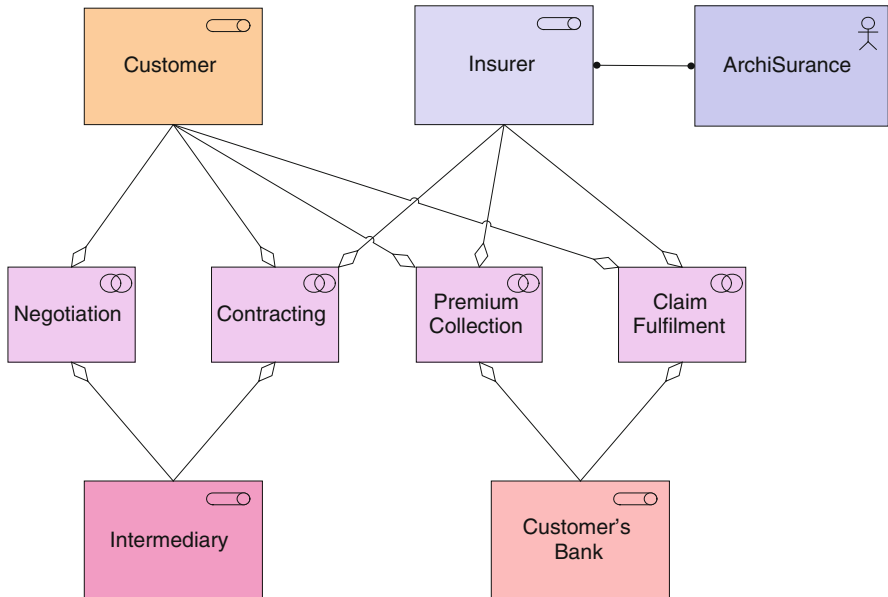 Customer
Insurer
ArchiSurance
Negotiation
Contracting
Premium
Collection
Claim
Fulfilment
Intermediary
Customer's
Bank